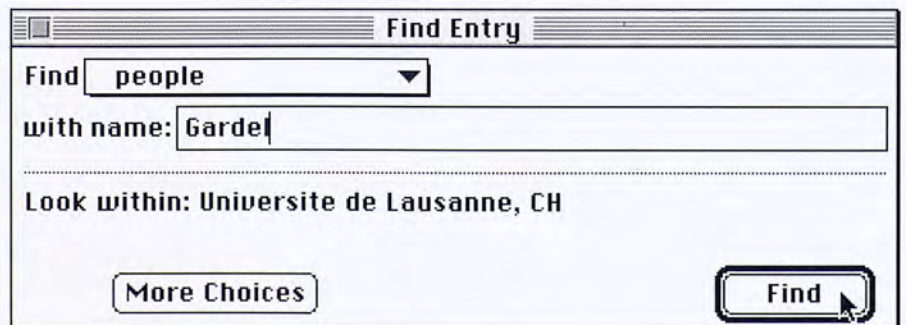 Find Entry
Find people
with name: Gardel
Look within: Universite de Lausanne, CH
More Choices Find